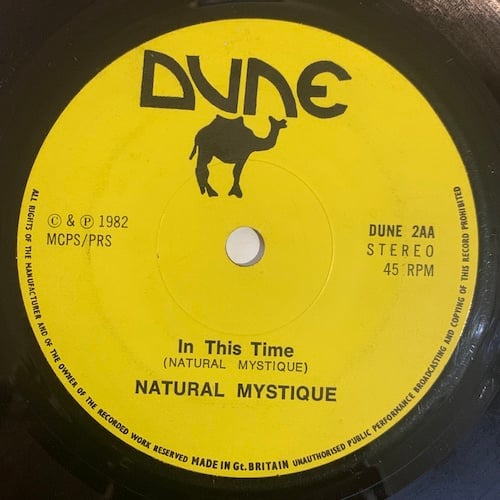 DUNE
© & ℗ 1982
MCPS/PRS
DUNE 2AA
STEREO
45 RPM
In This Time
(NATURAL MYSTIQUE)
NATURAL MYSTIQUE
ALL RIGHTS OF THE MANUFACTURER AND OF THE OWNER OF THE RECORDED WORK RESERVED MADE IN Gt. BRITAIN UNAUTHORISED PUBLIC PERFORMANCE BROADCASTING AND COPYING OF THIS RECORD PROHIBITED